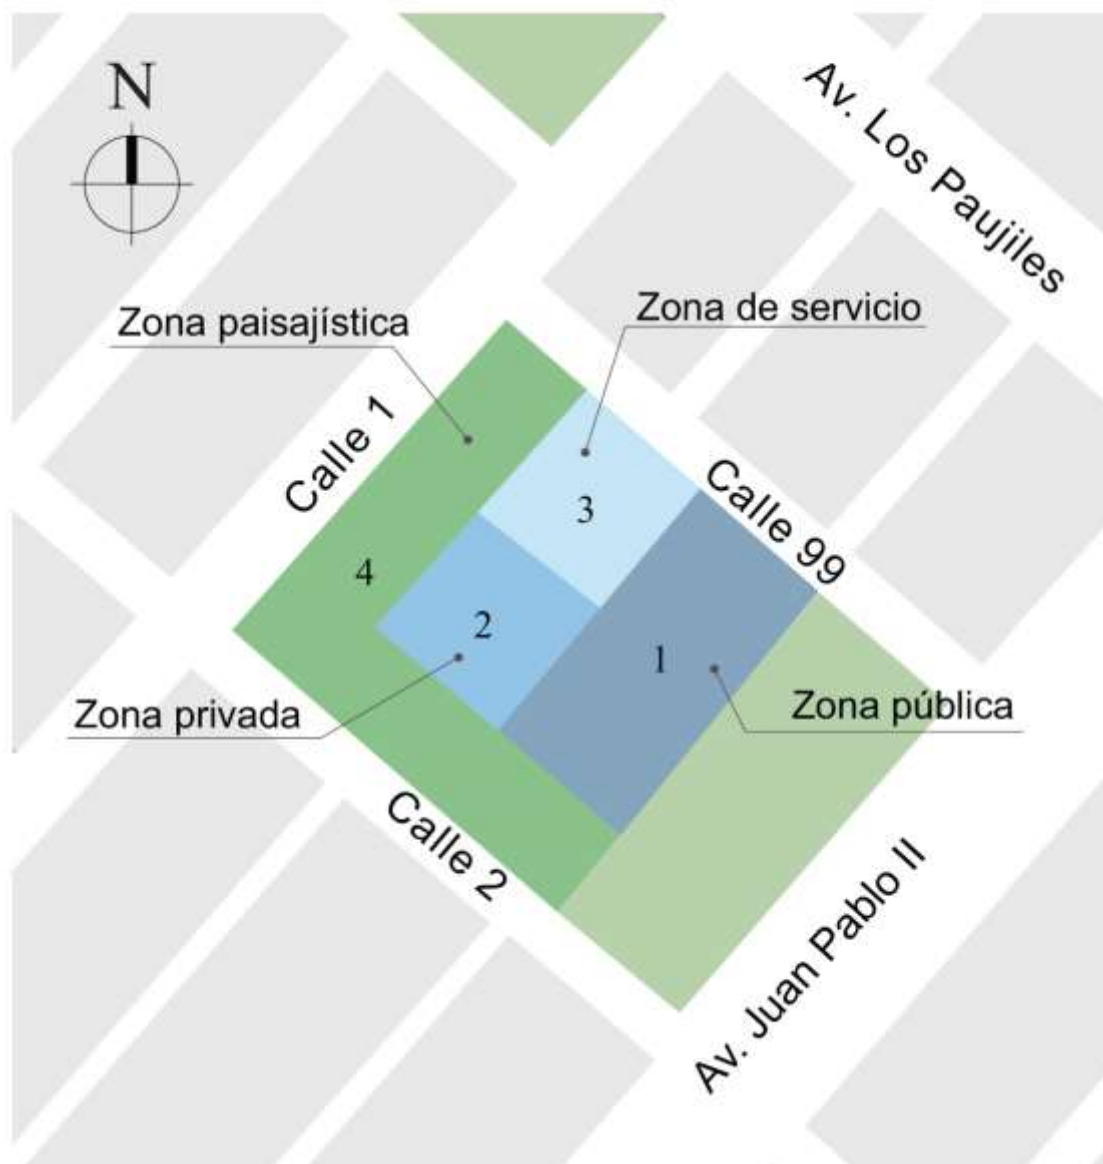 N
Av. Los Paujiles
Zona paisajística
Zona de servicio
Calle 1
Calle 99
3
4
2
1
Zona privada
Zona pública
Calle 2
Av. Juan Pablo II